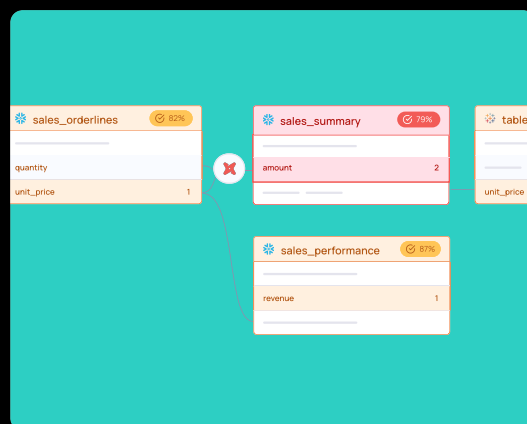 sales_orderlines 82%
quantity
unit_price 1
sales_summary 79%
amount 2
table
unit_price
sales_performance 87%
revenue 1